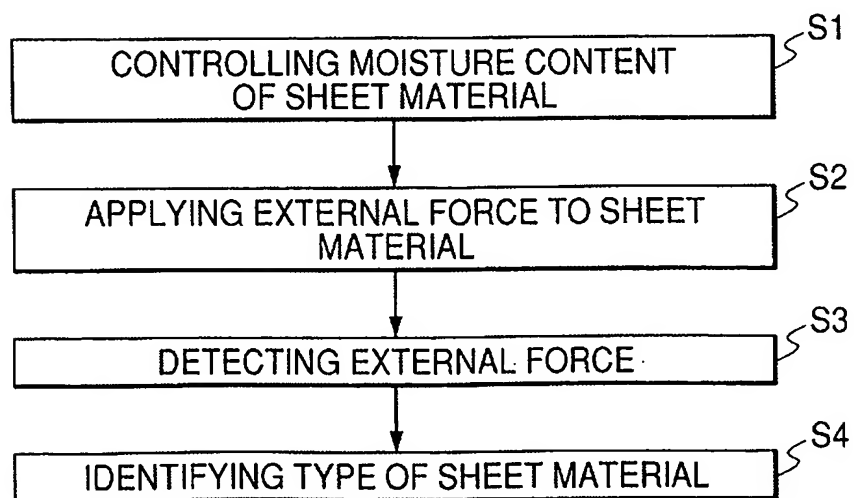 S1
CONTROLLING MOISTURE CONTENT
OF SHEET MATERIAL
S2
APPLYING EXTERNAL FORCE TO SHEET
MATERIAL
S3
DETECTING EXTERNAL FORCE
S4
IDENTIFYING TYPE OF SHEET MATERIAL